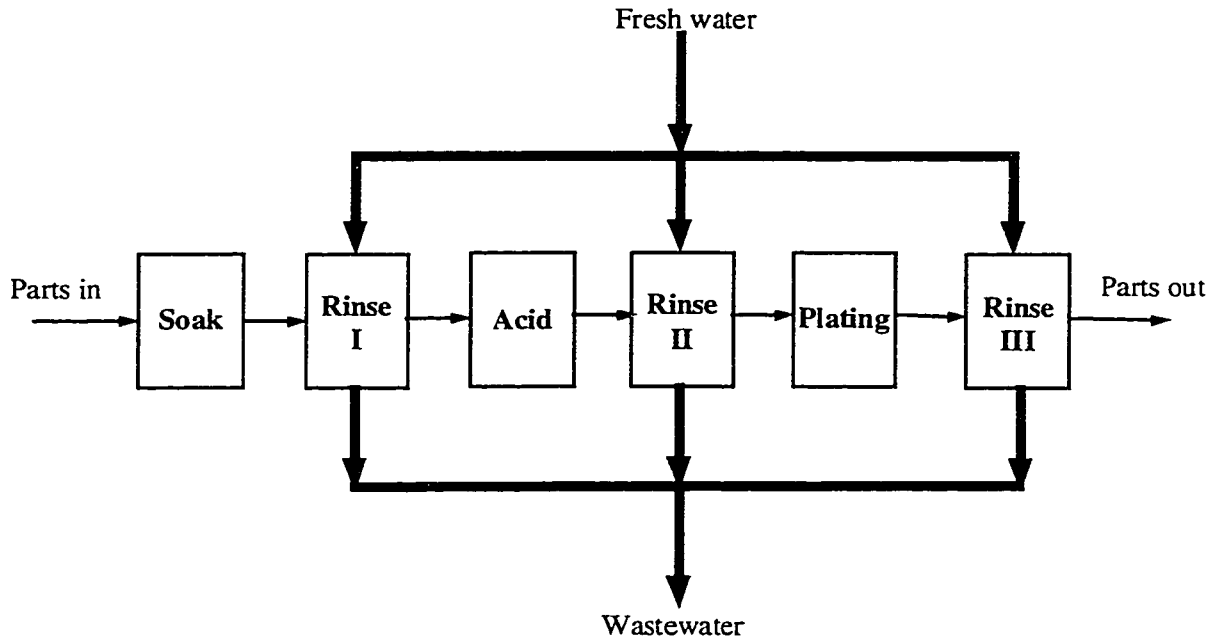 Fresh water
Parts in
Soak
Rinse
I
Acid
Rinse
II
Plating
Rinse
III
Parts out
Wastewater